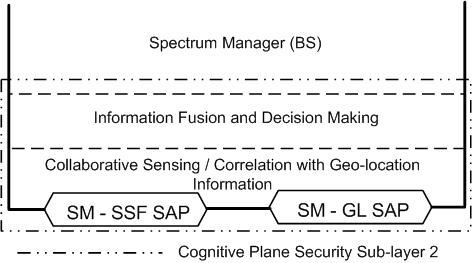 Spectrum Manager (BS)
Information Fusion and Decision Making
Collaborative Sensing / Correlation with Geo-location
Information
SM - SSF SAP
SM - GL SAP
Cognitive Plane Security Sub-layer 2